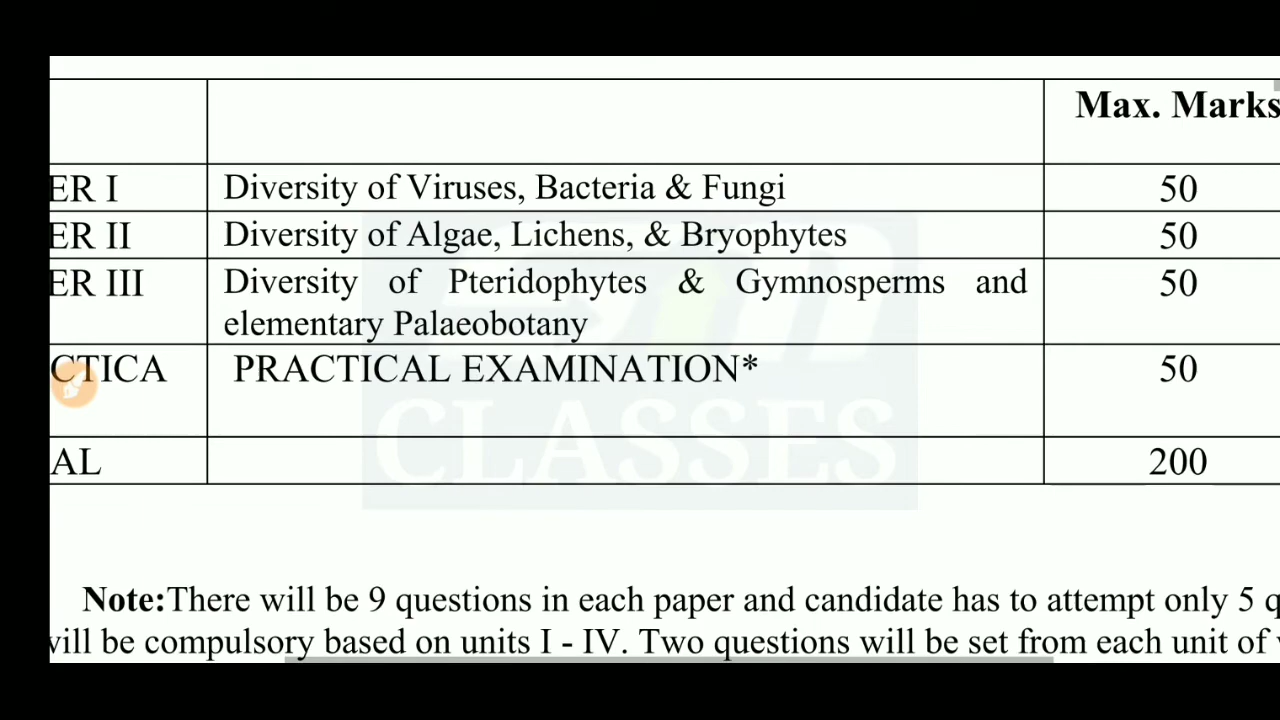 Max. Marks
ER I Diversity of Viruses, Bacteria & Fungi 50
ER II Diversity of Algae, Lichens, & Bryophytes 50
ER III Diversity of Pteridophytes & Gymnosperms and 50
elementary Palaeobotany
CTICA PRACTICAL EXAMINATION* 50
AL 200
CLASSES
Note:There will be 9 questions in each paper and candidate has to attempt only 5 q
will be compulsory based on units I - IV. Two questions will be set from each unit of